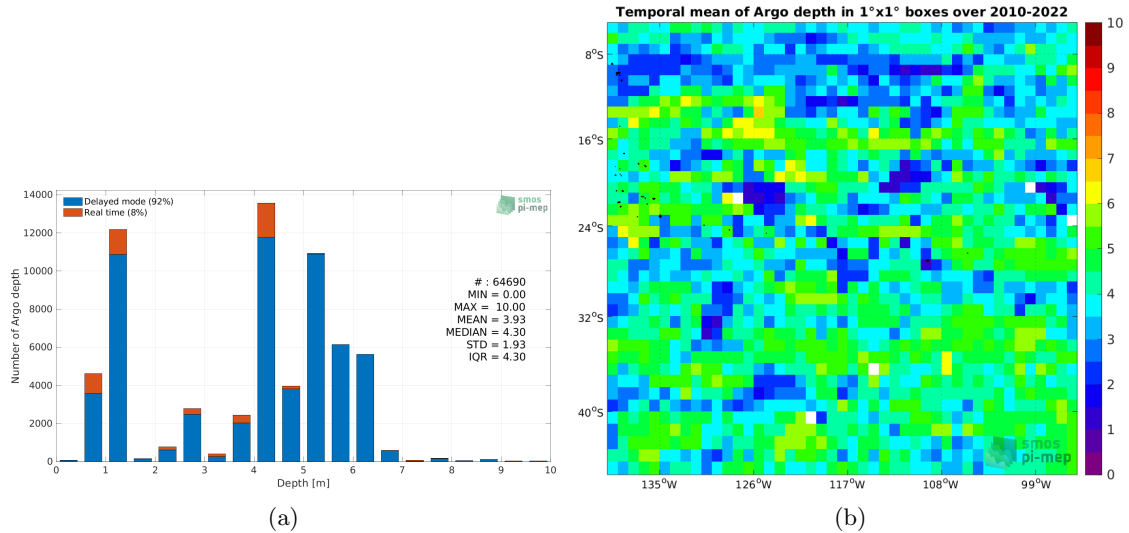 Temporal mean of Argo depth in 1°x1° boxes over 2010-2022
14000
12000
10000
8000
6000
4000
2000
0
Number of Argo depth
Delayed mode (92%)
Real time (8%)
smos
pi-mep
# : 64690
MIN = 0.00
MAX = 10.00
MEAN = 3.93
MEDIAN = 4.30
STD = 1.93
IQR = 4.30
0 1 2 3 4 5 6 7 8 9 10
Depth [m]
(a)
8°S
16°S
24°S
32°S
40°S
135°W 126°W 117°W 108°W 99°W
smos
pi-mep
10
9
8
7
6
5
4
3
2
1
0
(b)